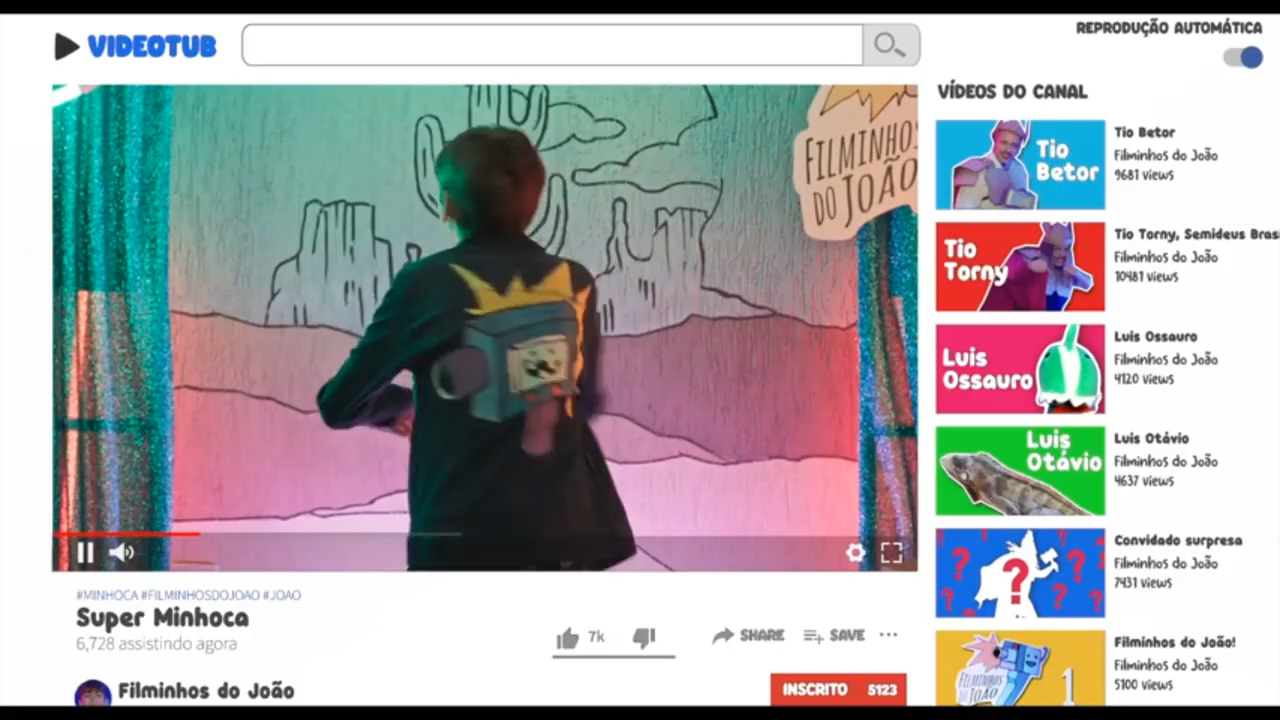 VIDEOTUB
REPRODUÇÃO AUTOMÁTICA
FILMINHOS
DO JOÃO
#MINHOCA #FILMINHOSDOJOAO #JOAO
Super Minhoca
6,728 assistindo agora
7k
SHARE
SAVE
Filminhos do João
INSCRITO 5123
VÍDEOS DO CANAL
Tio
Betor
Tio Betor
Filminhos do João
9681 views
Tio
Torny
Tio Torny, Semideus Bras
Filminhos do João
10481 views
Luis
Ossauro
Luis Ossauro
Filminhos do João
4120 views
Luis
Otávio
Luis Otávio
Filminhos do João
4637 views
?
Convidado surpresa
Filminhos do João
7431 views
FILMINHOS
DO JOÃO
1
Filminhos do João!
Filminhos do João
5100 views